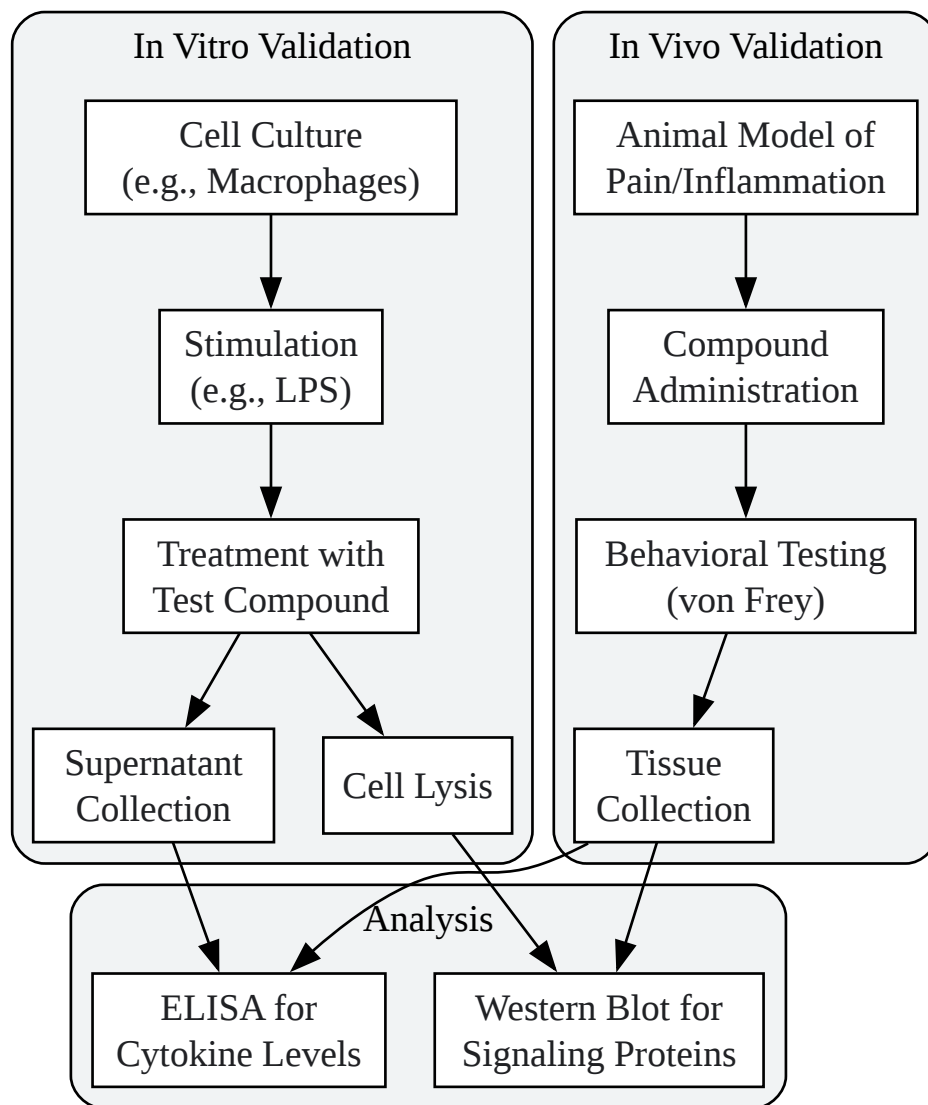 In Vitro Validation
Cell Culture
(e.g., Macrophages)
Stimulation
(e.g., LPS)
Treatment with
Test Compound
Supernatant
Collection
Cell Lysis
In Vivo Validation
Animal Model of
Pain/Inflammation
Compound
Administration
Behavioral Testing
(von Frey)
Tissue
Collection
Analysis
ELISA for
Cytokine Levels
Western Blot for
Signaling Proteins